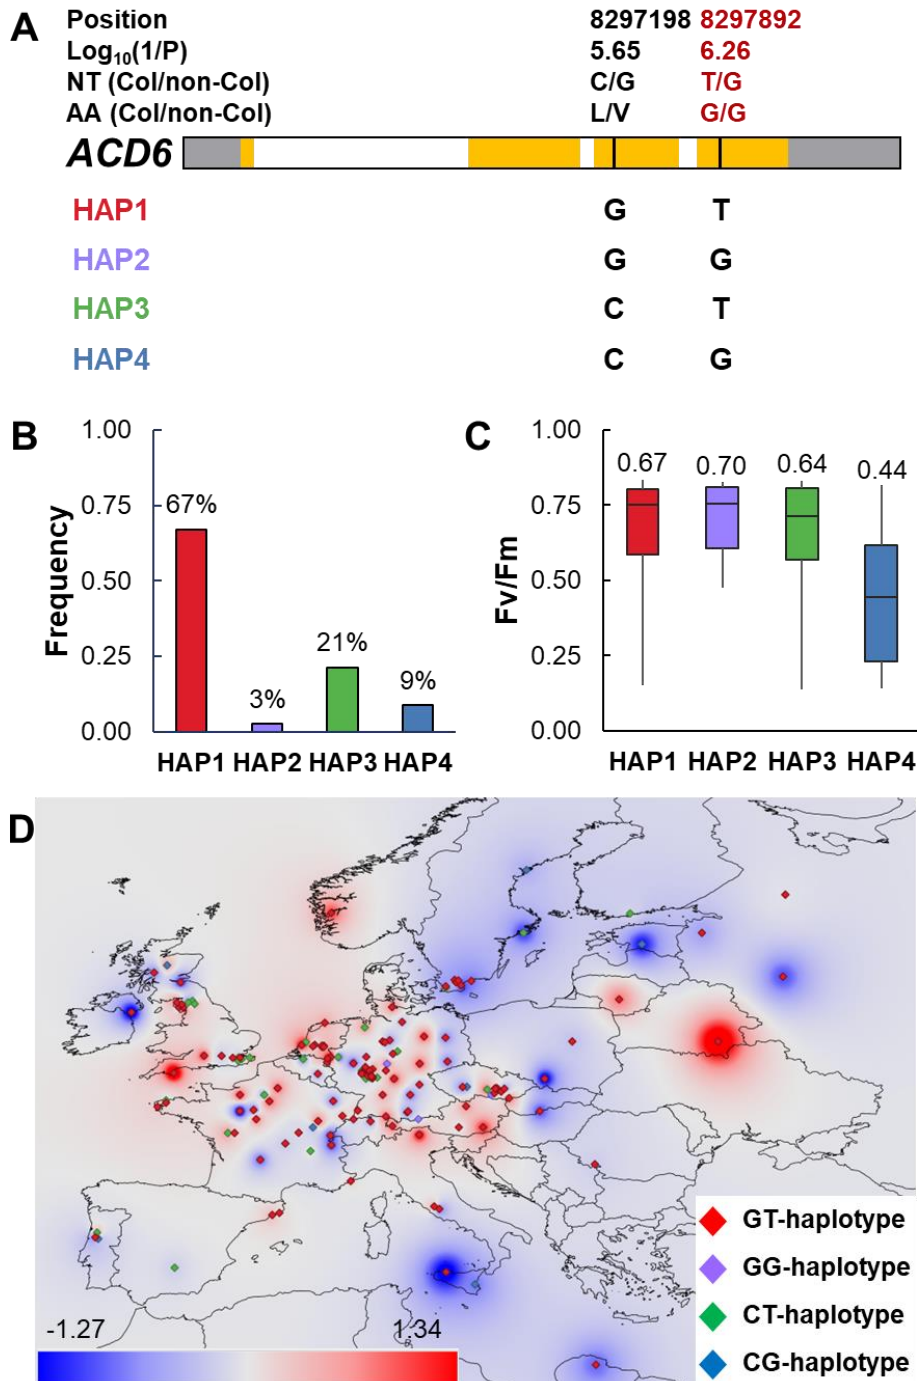 A
Position 8297198 8297892
Log10(1/P) 5.65 6.26
NT (Col/non-Col) C/G T/G
AA (Col/non-Col) L/V G/G
ACD6
HAP1 G T
HAP2 G G
HAP3 C T
HAP4 C G
B
Frequency
1.00
0.75
0.50
0.25
0.00
67%
3%
21%
9%
HAP1 HAP2 HAP3 HAP4
C
Fv/Fm
1.00
0.75
0.50
0.25
0.00
0.67
0.70
0.64
0.44
HAP1 HAP2 HAP3 HAP4
D
GT-haplotype
GG-haplotype
CT-haplotype
CG-haplotype
-1.27 1.34